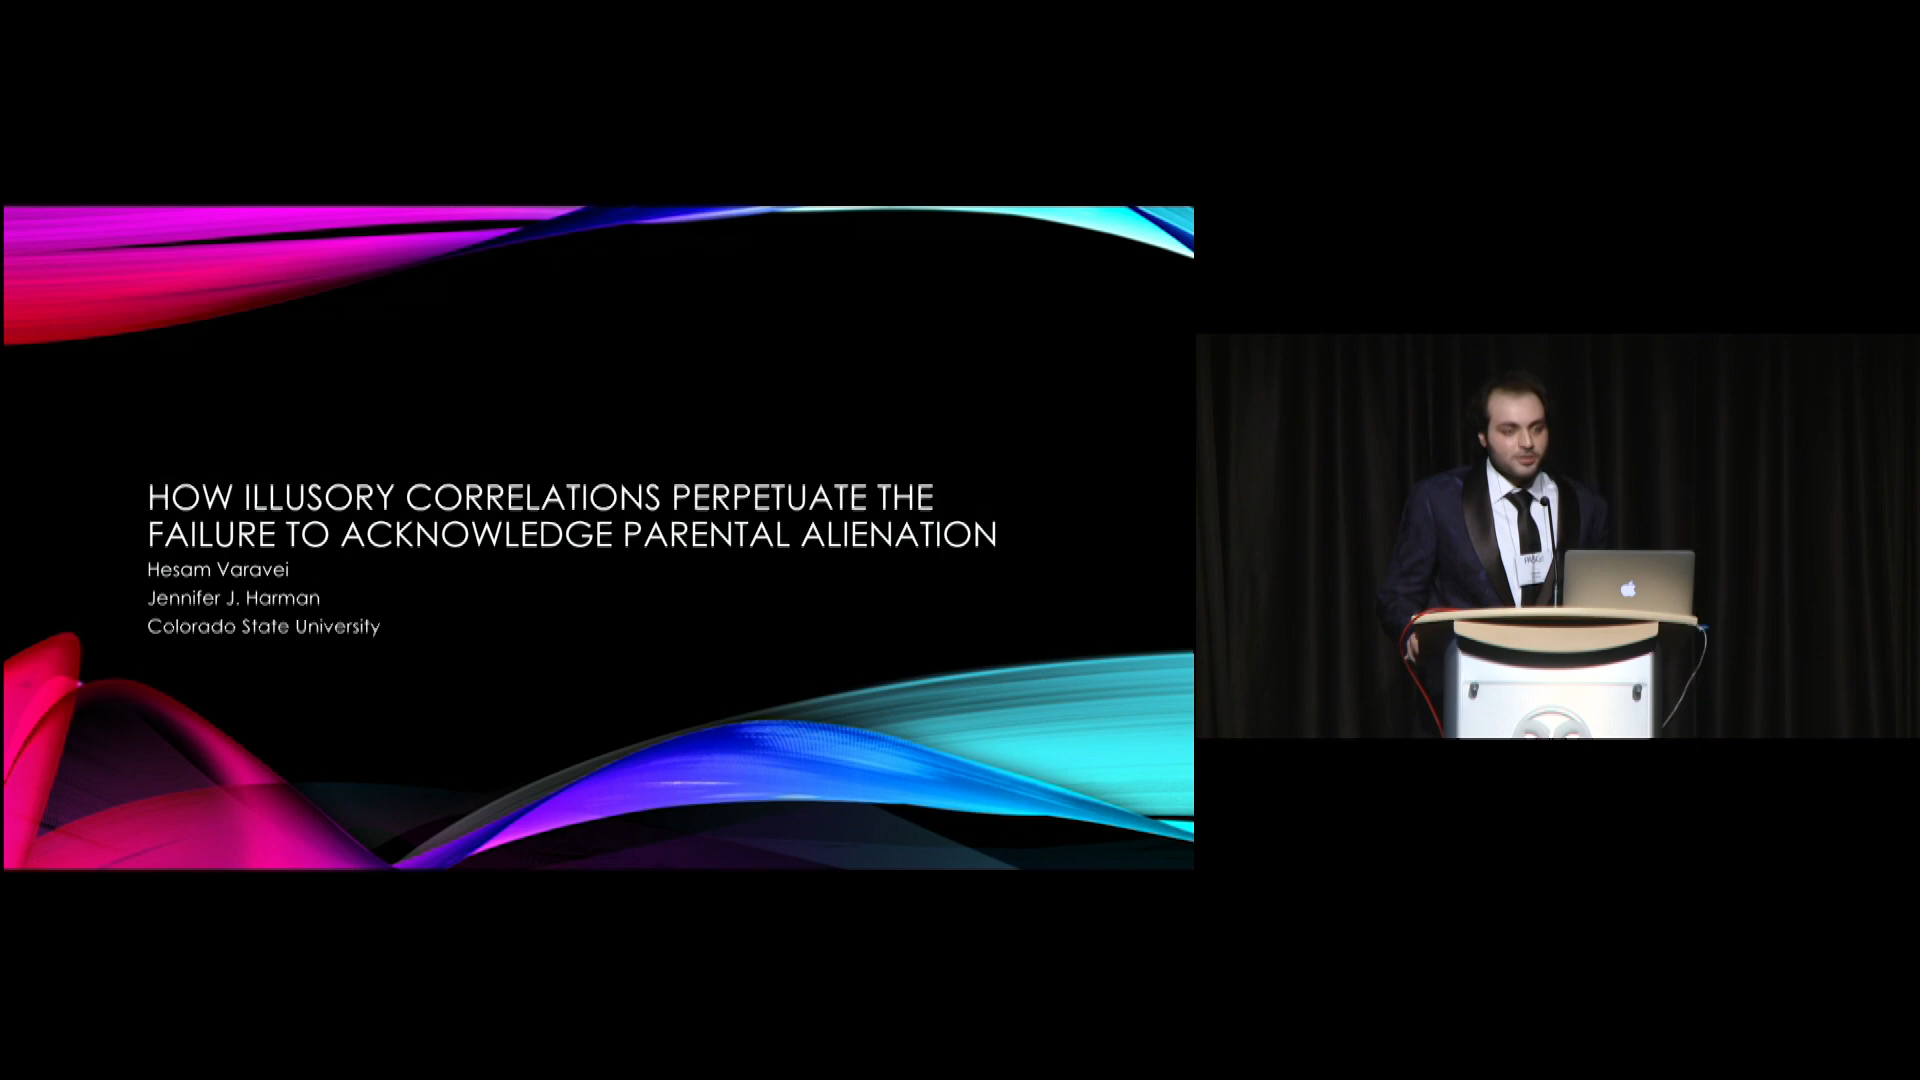 HOW ILLUSORY CORRELATIONS PERPETUATE THE
FAILURE TO ACKNOWLEDGE PARENTAL ALIENATION
Hesam Varavei
Jennifer J. Harman
Colorado State University